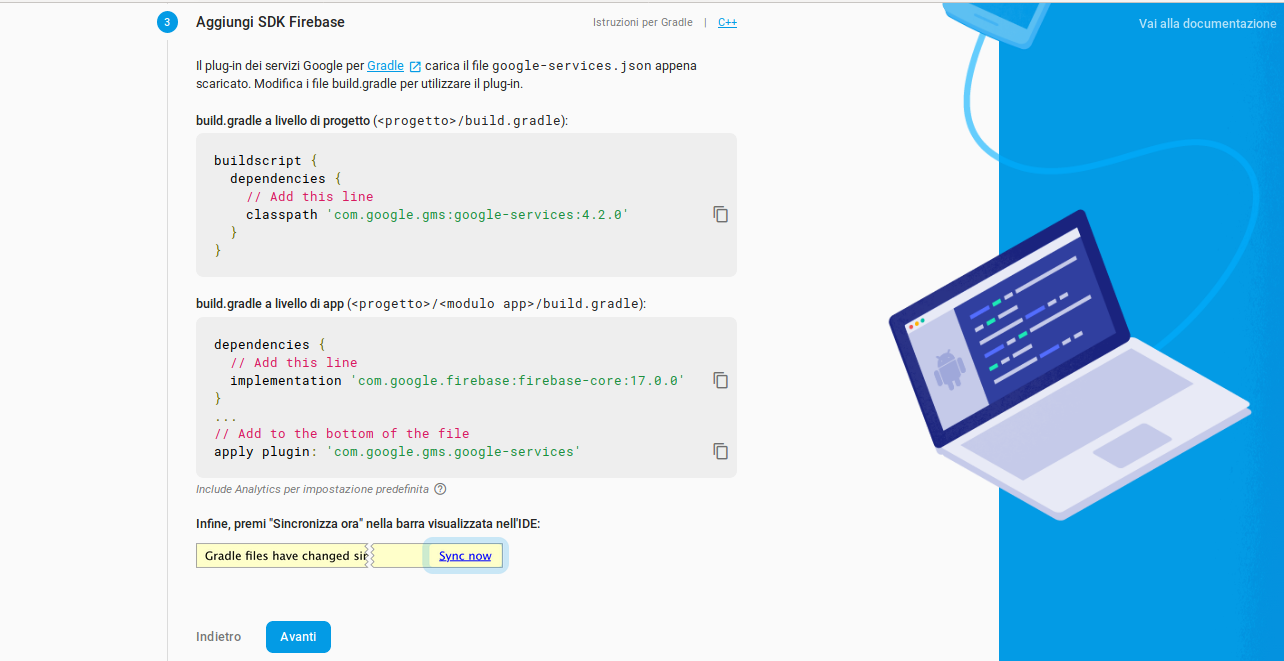 3 Aggiungi SDK Firebase Istruzioni per Gradle | C++ Vai alla documentazione
Il plug-in dei servizi Google per Gradle carica il file google-services.json appena
scaricato. Modifica i file build.gradle per utilizzare il plug-in.
build.gradle a livello di progetto (<progetto>/build.gradle):
buildscript {
dependencies {
// Add this line
classpath 'com.google.gms:google-services:4.2.0'
}
}
build.gradle a livello di app (<progetto>/<modulo app>/build.gradle):
dependencies {
// Add this line
implementation 'com.google.firebase:firebase-core:17.0.0'
}
...
// Add to the bottom of the file
apply plugin: 'com.google.gms.google-services'
Include Analytics per impostazione predefinita ?
Infine, premi "Sincronizza ora" nella barra visualizzata nell'IDE:
Gradle files have changed sin Sync now
Indietro Avanti